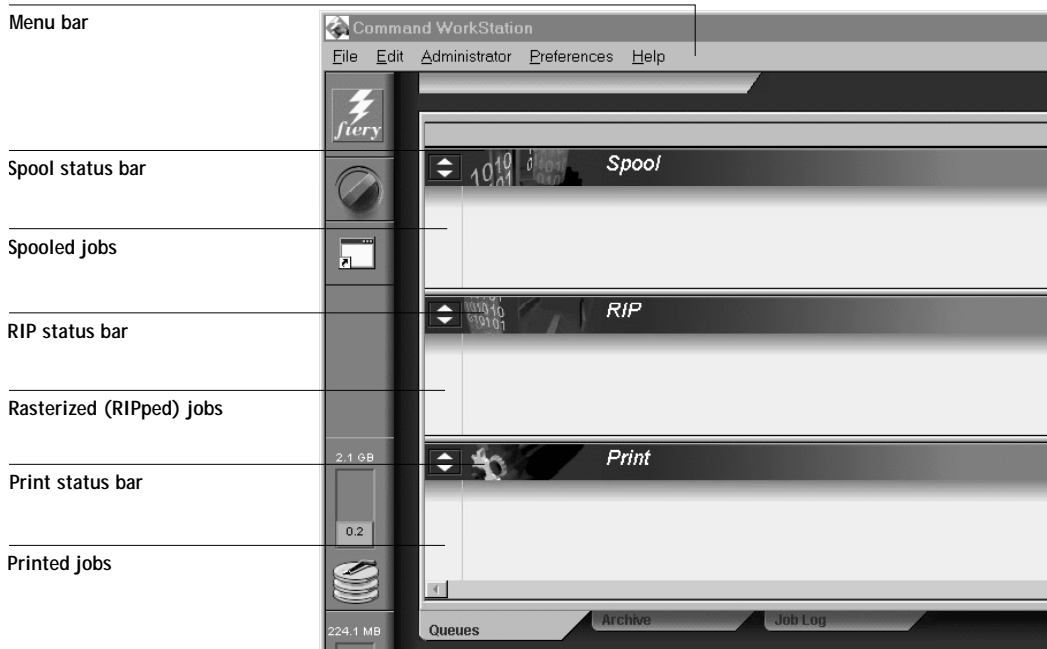 Menu bar
Command WorkStation
File Edit Administrator Preferences Help
fiery
Spool status bar
Spool
1010
101
Spooled jobs
RIP status bar
RIP
Rasterized (RIPped) jobs
2.1 GB
Print status bar
Print
0.2
Printed jobs
224.1 MB
Queues
Archive
Job Log